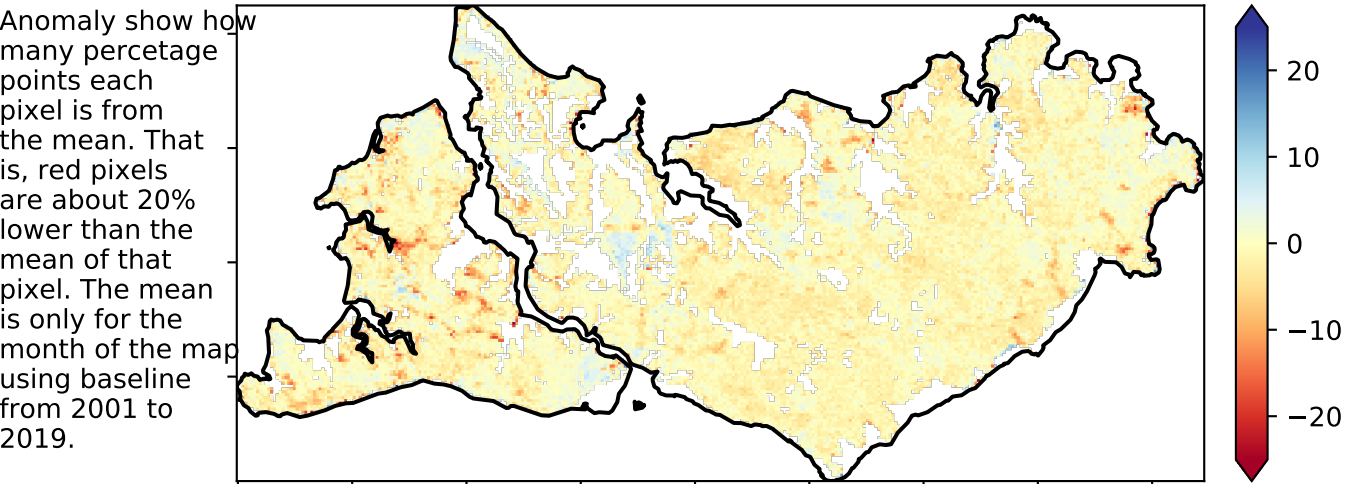 Anomaly show how
many percetage
points each
pixel is from
the mean. That
is, red pixels
are about 20%
lower than the
mean of that
pixel. The mean
is only for the
month of the map
using baseline
from 2001 to
2019.
20
10
0
−10
−20